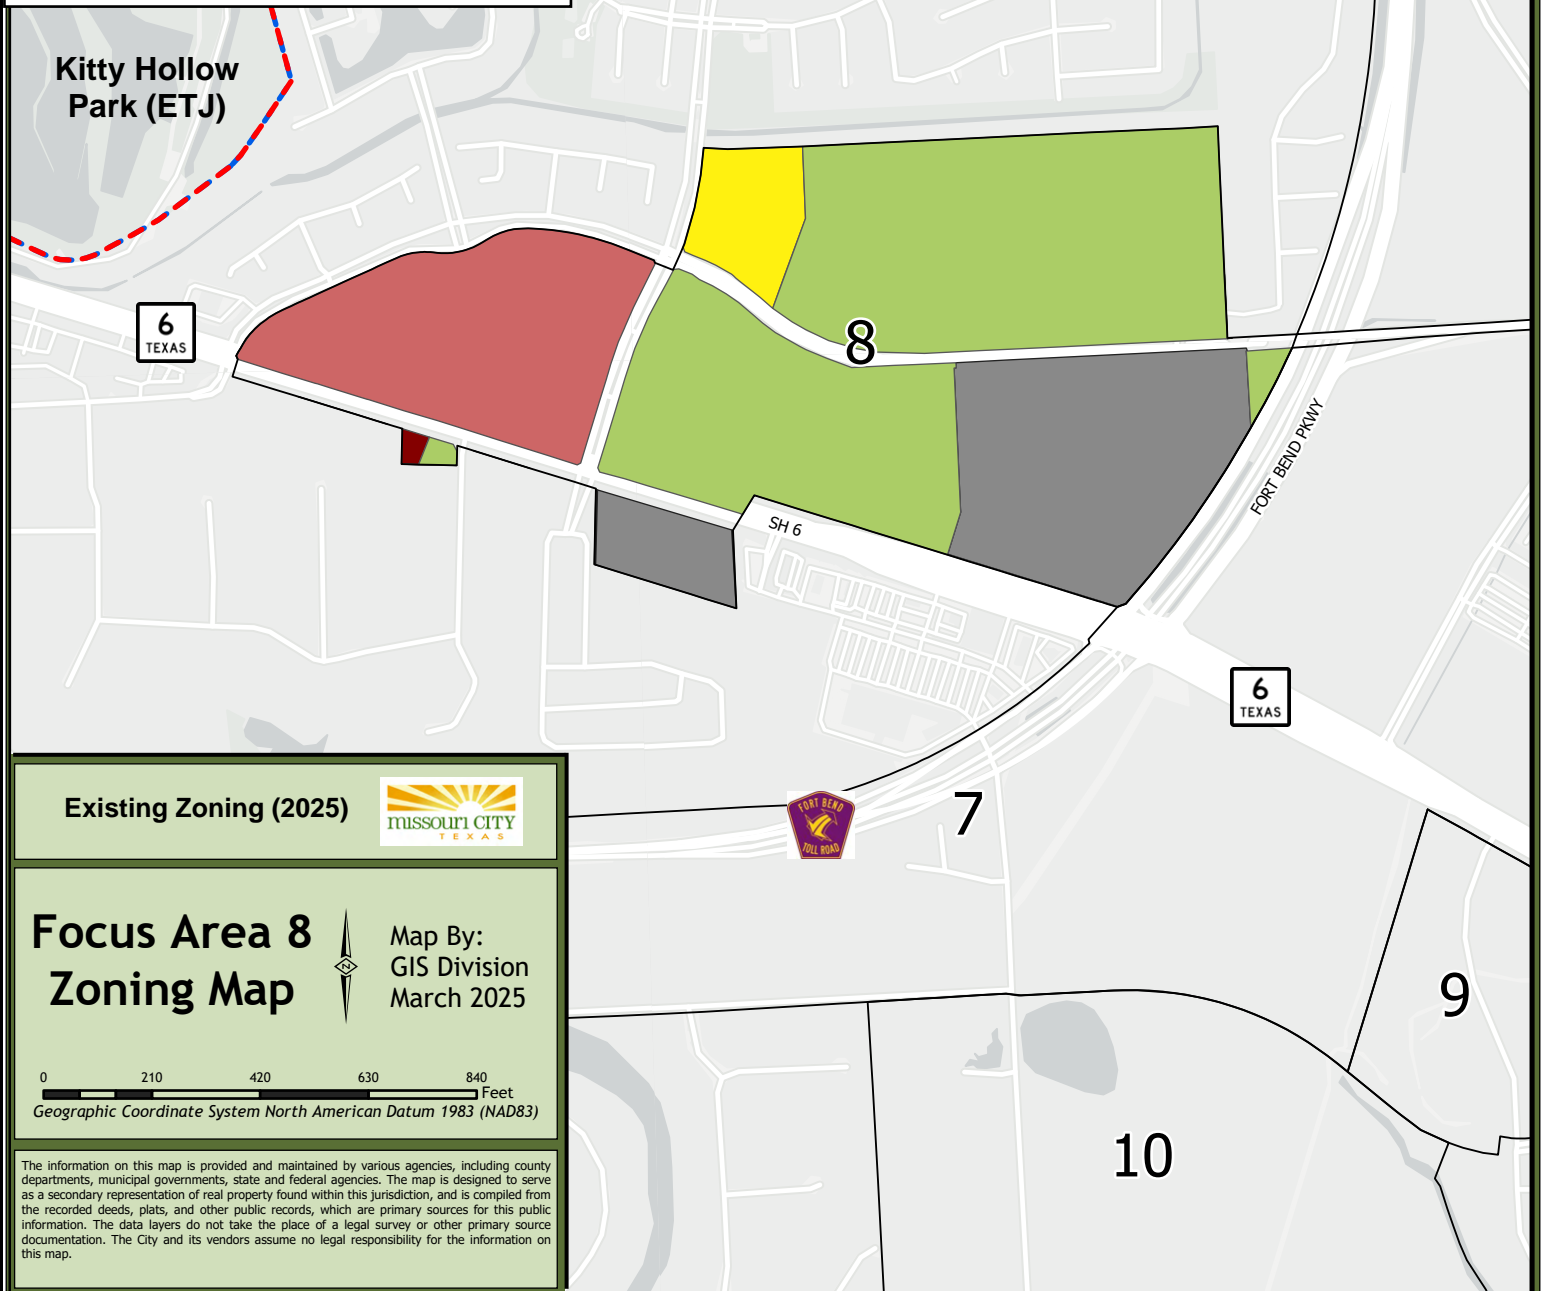 Kitty Hollow
Park (ETJ)
6
TEXAS
8
SH 6
FORT BEND PKWY
6
TEXAS
FORT BEND
TOLL ROAD
7
9
10
Existing Zoning (2025)
missouri CITY
TEXAS
Focus Area 8
Zoning Map
N
Map By:
GIS Division
March 2025
0 210 420 630 840
Feet
Geographic Coordinate System North American Datum 1983 (NAD83)
The information on this map is provided and maintained by various agencies, including county
departments, municipal governments, state and federal agencies. The map is designed to serve
as a secondary representation of real property found within this jurisdiction, and is compiled from
the recorded deeds, plats, and other public records, which are primary sources for this public
information. The data layers do not take the place of a legal survey or other primary source
documentation. The City and its vendors assume no legal responsibility for the information on
this map.